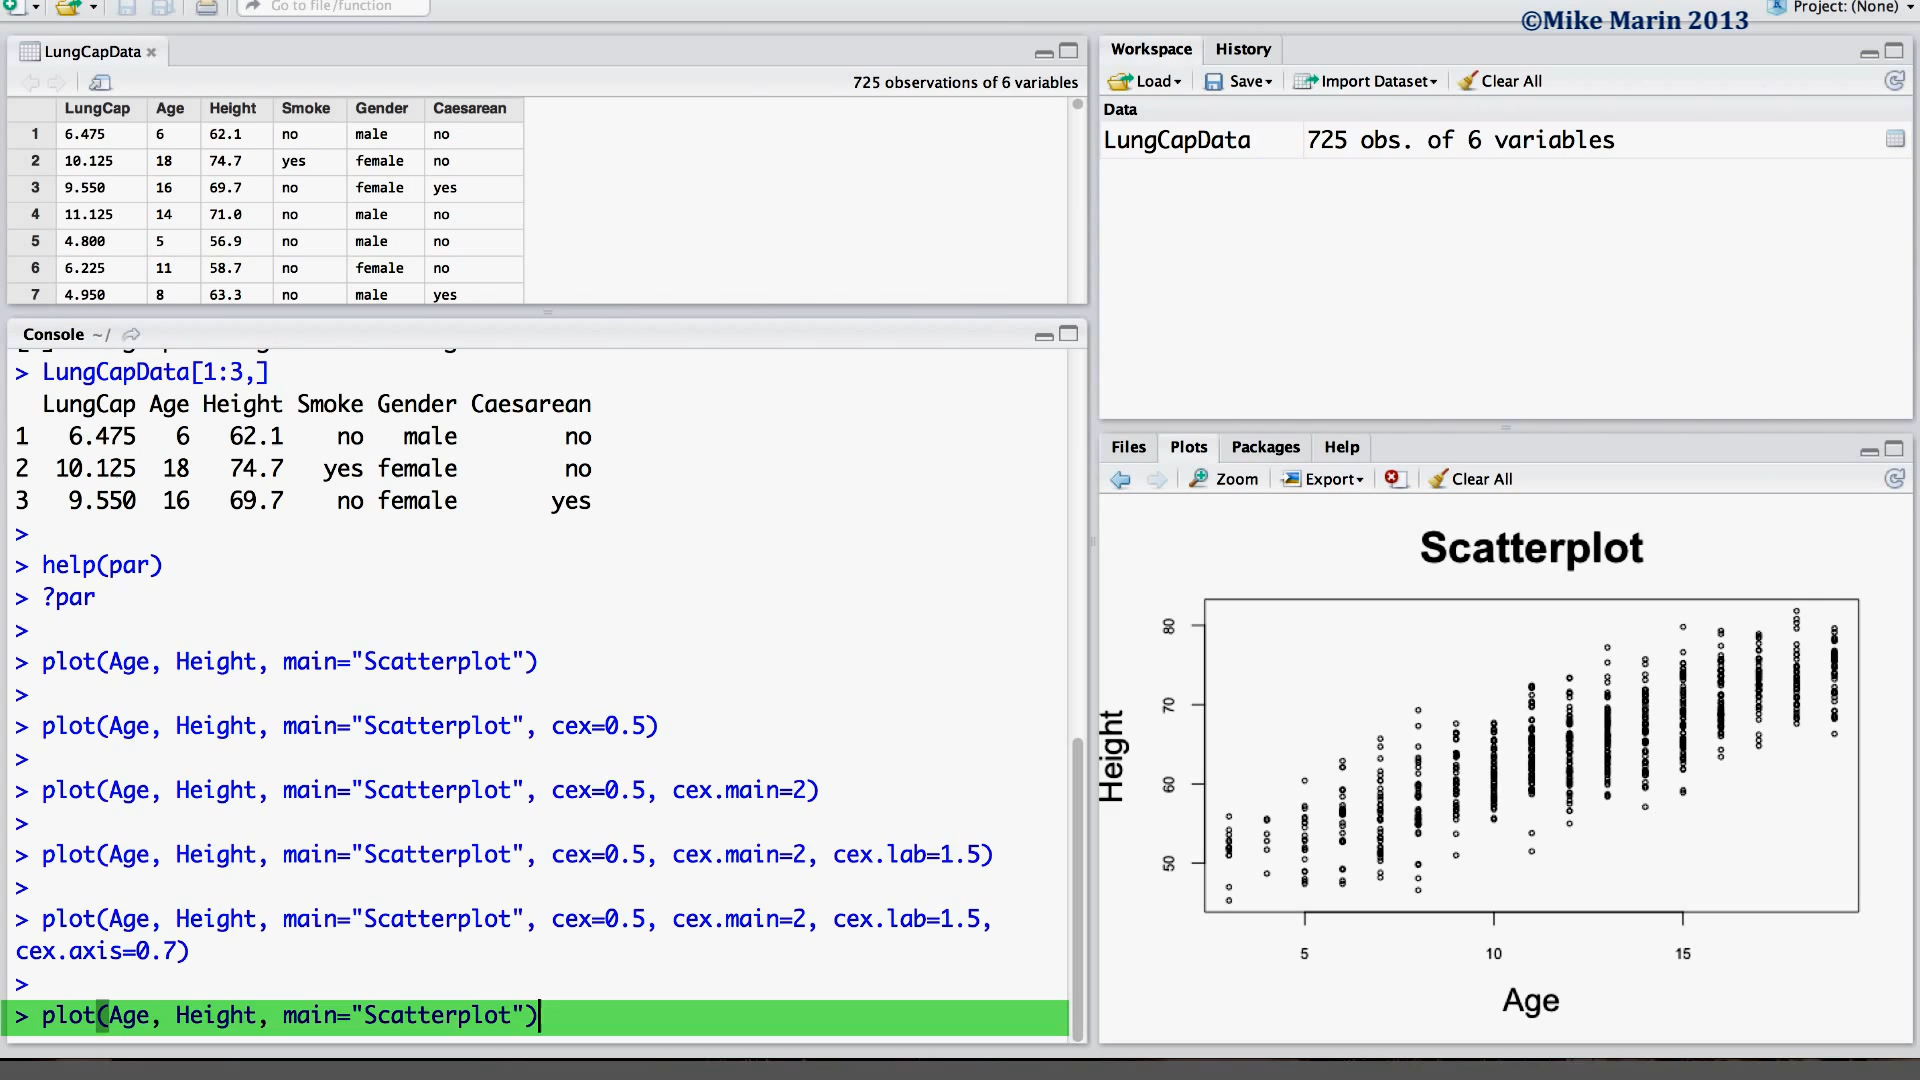 Go to file/function
Project: (None)
©Mike Marin 2013
LungCapData
725 observations of 6 variables
LungCap Age Height Smoke Gender Caesarean
1 6.475 6 62.1 no male no
2 10.125 18 74.7 yes female no
3 9.550 16 69.7 no female yes
4 11.125 14 71.0 no male no
5 4.800 5 56.9 no male no
6 6.225 11 58.7 no female no
7 4.950 8 63.3 no male yes
Console ~/
> LungCapData[1:3,]
LungCap Age Height Smoke Gender Caesarean
1 6.475 6 62.1 no male no
2 10.125 18 74.7 yes female no
3 9.550 16 69.7 no female yes
>
> help(par)
> ?par
>
> plot(Age, Height, main="Scatterplot")
>
> plot(Age, Height, main="Scatterplot", cex=0.5)
>
> plot(Age, Height, main="Scatterplot", cex=0.5, cex.main=2)
>
> plot(Age, Height, main="Scatterplot", cex=0.5, cex.main=2, cex.lab=1.5)
>
> plot(Age, Height, main="Scatterplot", cex=0.5, cex.main=2, cex.lab=1.5,
cex.axis=0.7)
>
> plot(Age, Height, main="Scatterplot")
Workspace History
Load Save Import Dataset Clear All
Data
LungCapData 725 obs. of 6 variables
Files Plots Packages Help
Zoom Export Clear All
Scatterplot
Height
80
70
60
50
5 10 15
Age